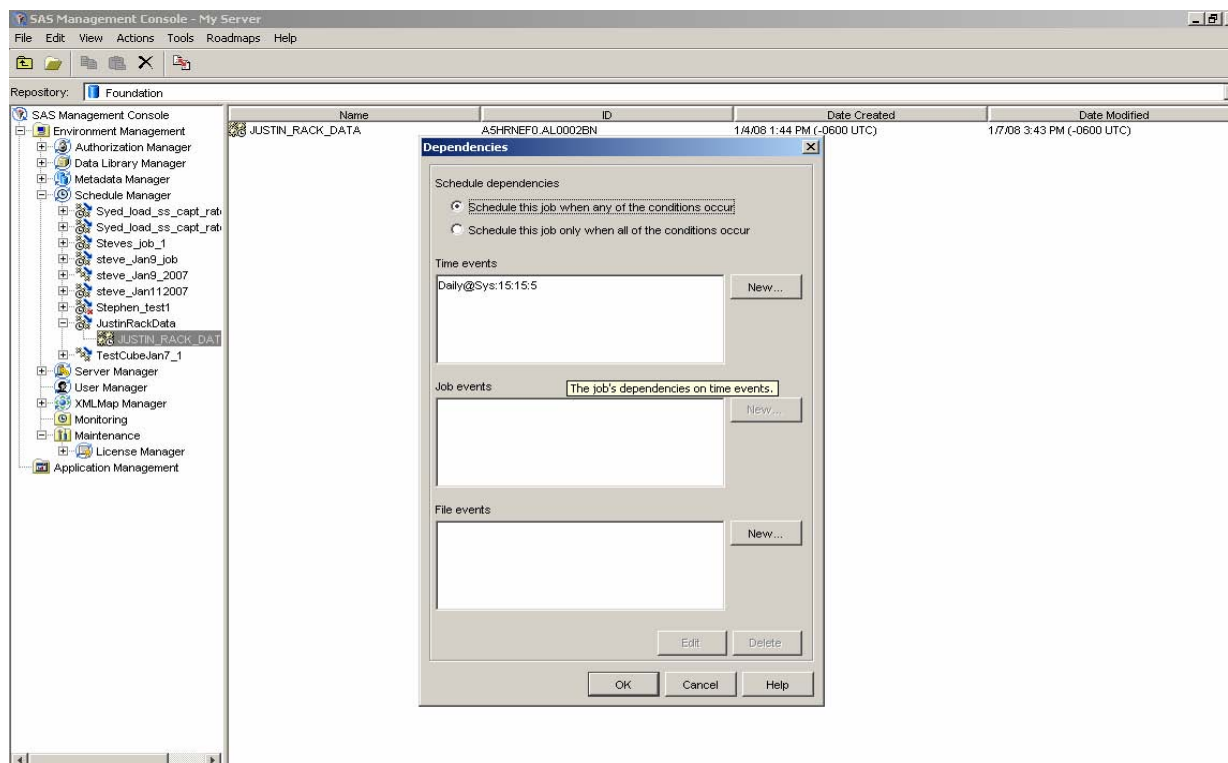 SAS Management Console - My Server
File Edit View Actions Tools Roadmaps Help
Repository: Foundation
SAS Management Console
Environment Management
Authorization Manager
Data Library Manager
Metadata Manager
Schedule Manager
Syed_load_ss_capt_rat
Syed_load_ss_capt_rat
Steves_job_1
steve_Jan9_job
steve_Jan9_2007
steve_Jan112007
Stephen_test1
JustinRackData
JUSTIN_RACK_DAT
TestCubeJan7_1
Server Manager
User Manager
XMLMap Manager
Monitoring
Maintenance
License Manager
Application Management
Name ID Date Created Date Modified
JUSTIN_RACK_DATA A5HRNEF0.AL0002BN 1/4/08 1:44 PM (-0600 UTC) 1/7/08 3:43 PM (-0600 UTC)
Dependencies
Schedule dependencies
Schedule this job when any of the conditions occur
Schedule this job only when all of the conditions occur
Time events
Daily@Sys:15:15:5
New...
Job events
The job's dependencies on time events.
New...
File events
New...
Edit Delete
OK Cancel Help